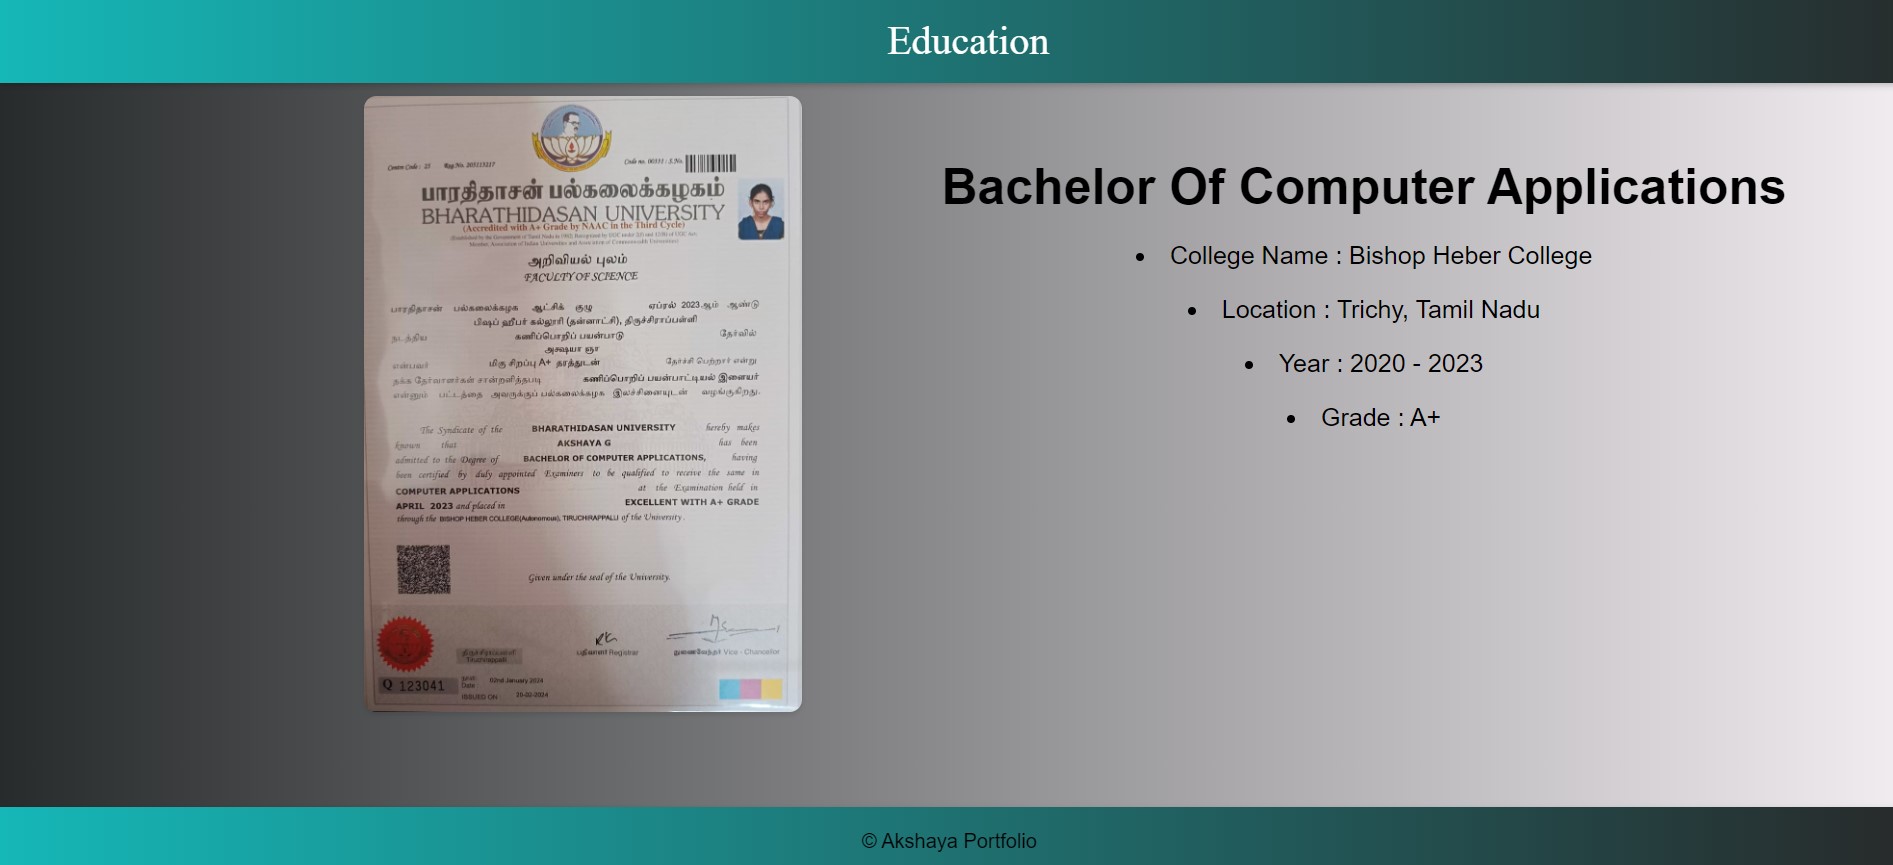 Education
Centre Code : 25 Reg.No. 205115217 Code no. 00331 : S.No.
பாரதிதாசன் பல்கலைக்கழகம்
BHARATHIDASAN UNIVERSITY
(Accredited with A+ Grade by NAAC in the Third Cycle)
அறிவியல் புலம்
FACULTY OF SCIENCE
பாரதிதாசன் பல்கலைக்கழக ஆட்சிக் குழு ஏப்ரல் 2023ஆம் ஆண்டு
பிஷப் ஹீபர் கல்லூரி (தன்னாட்சி), திருச்சிராப்பள்ளி
நடத்திய கணிப்பொறிப் பயன்பாடு தேர்வில்
அக்ஷயா ஞா
என்பவர் மிகு சிறப்பு A+ தரத்துடன் தேர்ச்சி பெற்றார் என்று
தக்க தேர்வாளர்கள் சான்றளித்தபடி கணிப்பொறிப் பயன்பாட்டியல் இளையர்
என்னும் பட்டத்தை அவருக்குப் பல்கலைக்கழக இலச்சினையுடன் வழங்குகிறது.
The Syndicate of the BHARATHIDASAN UNIVERSITY hereby makes
known that AKSHAYA G has been
admitted to the Degree of BACHELOR OF COMPUTER APPLICATIONS, having
been certified by duly appointed Examiners to be qualified to receive the same in
COMPUTER APPLICATIONS at the Examination held in
APRIL 2023 and placed in EXCELLENT WITH A+ GRADE
through the BISHOP HEBER COLLEGE(Autonomous), TIRUCHIRAPPALLI of the University.
Given under the seal of the University.
திருச்சிராப்பள்ளி
Tiruchirappalli
பதிவாளர் Registrar
துணைவேந்தர் Vice - Chancellor
Q 123041
நாள்
Date 02nd January 2024
ISSUED ON 20-02-2024
Bachelor Of Computer Applications
• College Name : Bishop Heber College
• Location : Trichy, Tamil Nadu
• Year : 2020 - 2023
• Grade : A+
© Akshaya Portfolio